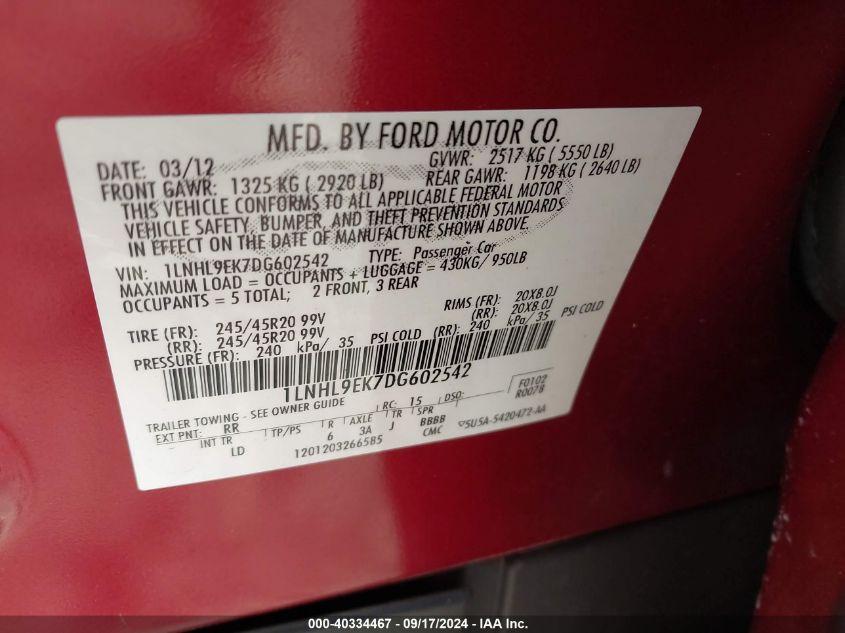 MFD. BY FORD MOTOR CO.
DATE: 03/12 GVWR: 2517 KG ( 5550 LB)
FRONT GAWR: 1325 KG ( 2920 LB) REAR GAWR: 1198 KG ( 2640 LB)
THIS VEHICLE CONFORMS TO ALL APPLICABLE FEDERAL MOTOR
VEHICLE SAFETY, BUMPER, AND THEFT PREVENTION STANDARDS
IN EFFECT ON THE DATE OF MANUFACTURE SHOWN ABOVE.
VIN: 1LNHL9EK7DG602542 TYPE: Passenger Car
MAXIMUM LOAD = OCCUPANTS + LUGGAGE = 430KG/ 950LB
OCCUPANTS = 5 TOTAL; 2 FRONT, 3 REAR
TIRE (FR): 245/45R20 99V RIMS (FR): 20X8.0J
(RR): 245/45R20 99V (RR): 20X8.0J
PRESSURE (FR): 240 kPa/ 35 PSI COLD (RR): 240 kPa/ 35 PSI COLD
1LNHL9EK7DG602542
F0102
R0078
TRAILER TOWING - SEE OWNER GUIDE RC: 15 DSO:
EXT PNT: RR
INT TR TP/PS R AXLE TR SPR
LD 6 3A J BBBB
CMC
1201203266585
5U5A-5420472-AA
000-40334467 - 09/17/2024 - IAA Inc.